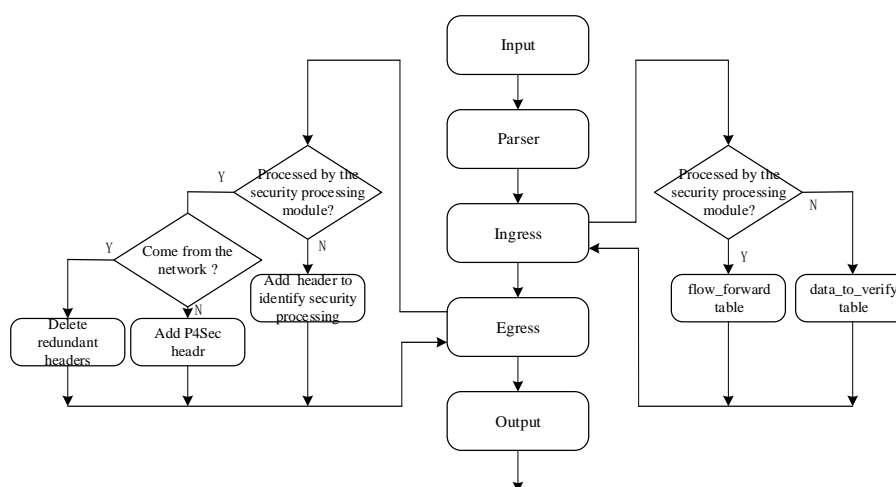 Input
Parser
Processed by the
security processing
module?
Y
N
Come from the
network ?
Y
N
Add header to
identify security
processing
Delete
redundant
headers
Add P4Sec
headr
Ingress
Egress
Output
Processed by the
security processing
module?
N
Y
flow_forward
table
data_to_verify
table